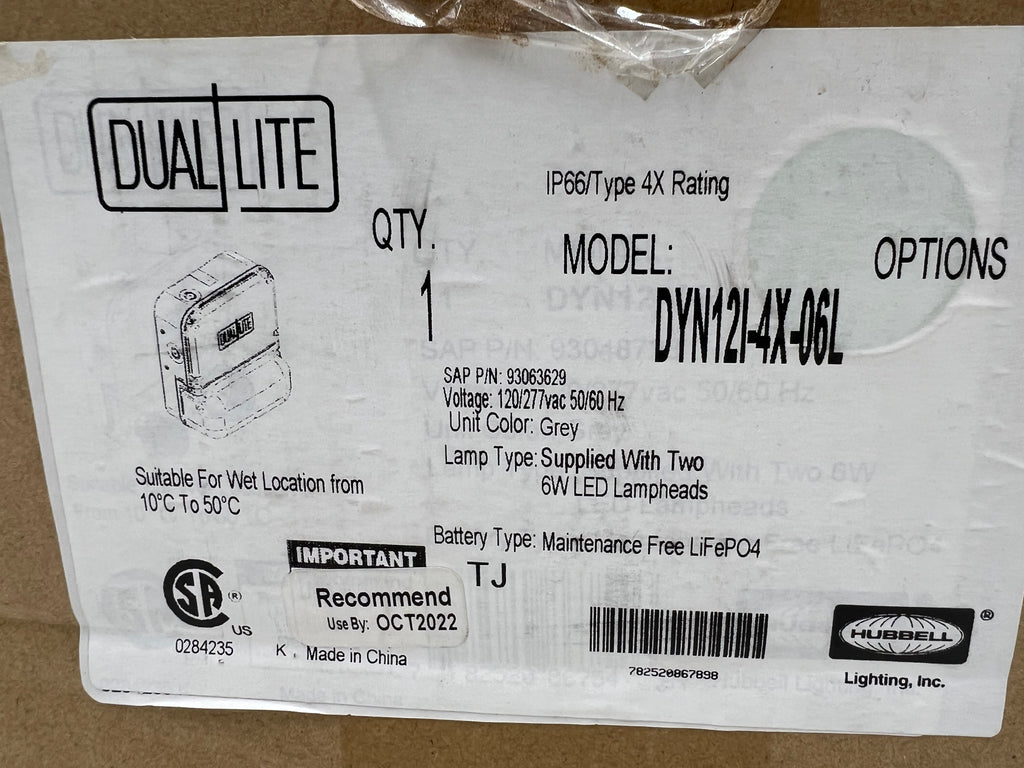 DUAL LITE
IP66/Type 4X Rating
QTY.
MODEL:
OPTIONS
1
DYN12I-4X-06L
DUAL LITE
SAP P/N: 93063629
Voltage: 120/277vac 50/60 Hz
Unit Color: Grey
Lamp Type: Supplied With Two
6W LED Lampheads
Suitable For Wet Location from
10°C To 50°C
Battery Type: Maintenance Free LiFePO4
IMPORTANT
TJ
Recommend
Use By: OCT2022
SA ® US
0284235
K . Made in China
782520867898
HUBBELL ®
Lighting, Inc.